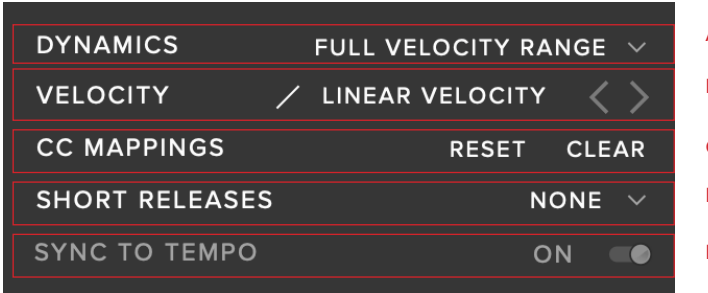 DYNAMICS FULL VELOCITY RANGE
VELOCITY LINEAR VELOCITY
CC MAPPINGS RESET CLEAR
SHORT RELEASES NONE
SYNC TO TEMPO ON